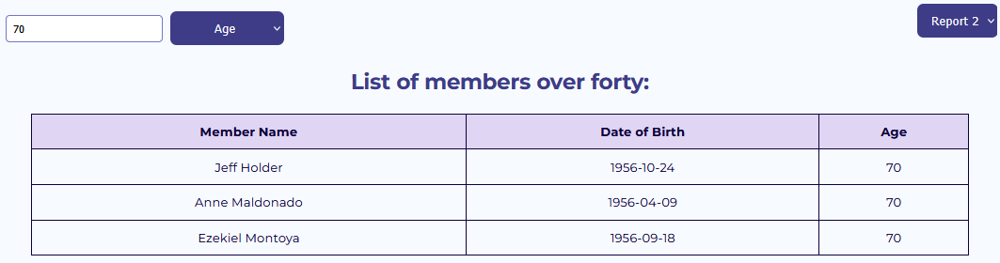 70 Age Report 2
List of members over forty:
Member Name Date of Birth Age
Jeff Holder 1956-10-24 70
Anne Maldonado 1956-04-09 70
Ezekiel Montoya 1956-09-18 70